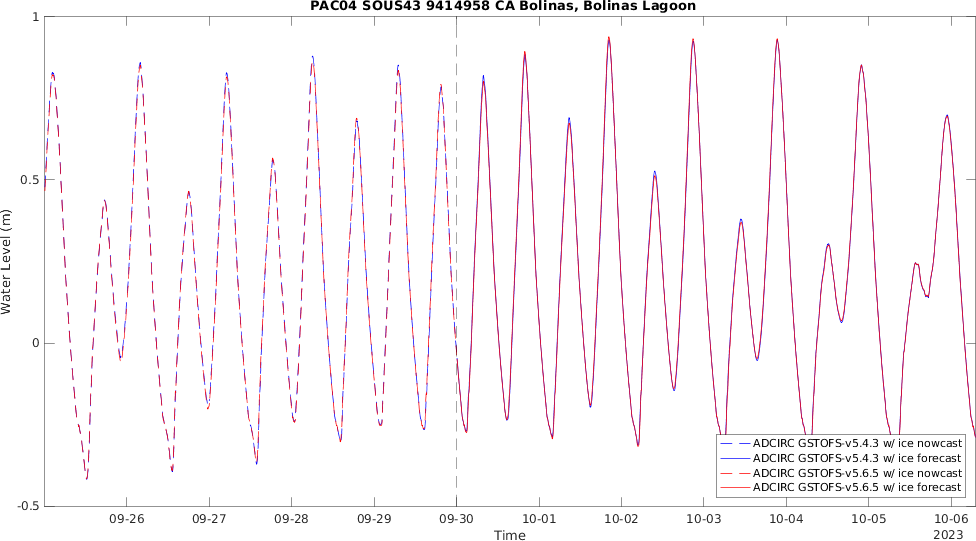 PAC04 SOUS43 9414958 CA Bolinas, Bolinas Lagoon
1
0.5
0
-0.5
Water Level (m)
ADCIRC GSTOFS-v5.4.3 w/ ice nowcast
ADCIRC GSTOFS-v5.4.3 w/ ice forecast
ADCIRC GSTOFS-v5.6.5 w/ ice nowcast
ADCIRC GSTOFS-v5.6.5 w/ ice forecast
09-26 09-27 09-28 09-29 09-30 10-01 10-02 10-03 10-04 10-05 10-06
Time
2023